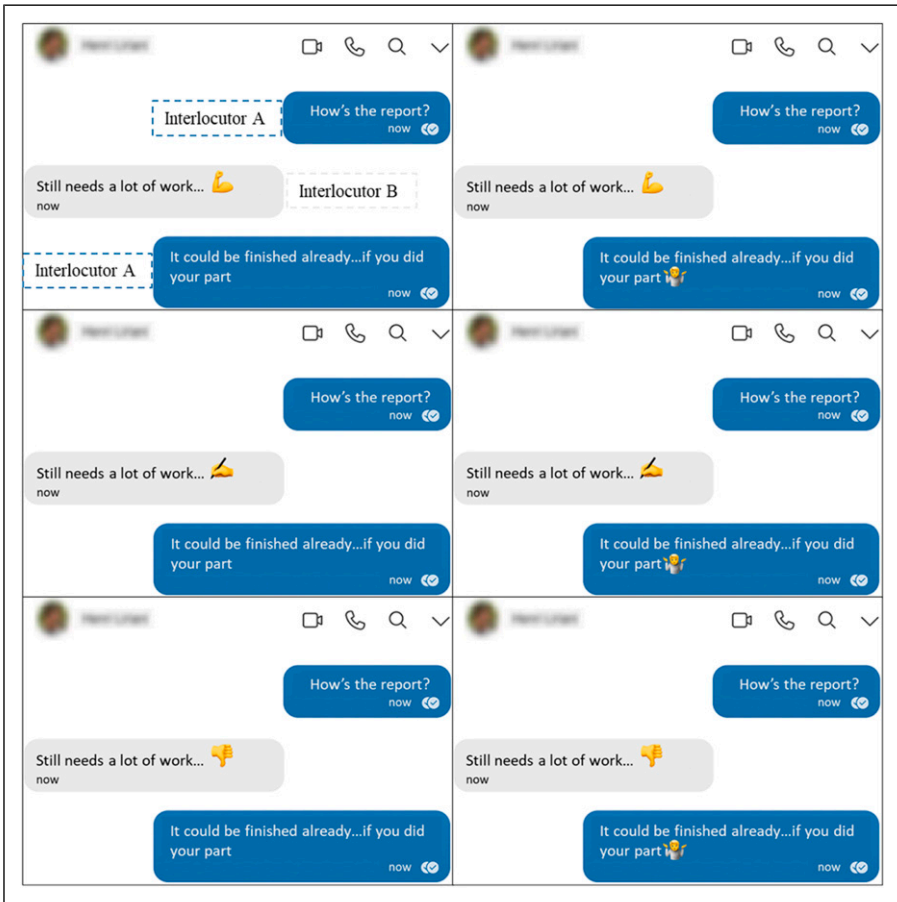 How's the report?
now
Interlocutor A
Still needs a lot of work... 💪
now
Interlocutor B
It could be finished already...if you did
your part
now
Interlocutor A
How's the report?
now
Still needs a lot of work... 💪
now
It could be finished already...if you did
your part🤷
now
How's the report?
now
Still needs a lot of work... ✍️
now
It could be finished already...if you did
your part
now
How's the report?
now
Still needs a lot of work... ✍️
now
It could be finished already...if you did
your part🤷
now
How's the report?
now
Still needs a lot of work... 👎
now
It could be finished already...if you did
your part
now
How's the report?
now
Still needs a lot of work... 👎
now
It could be finished already...if you did
your part🤷
now